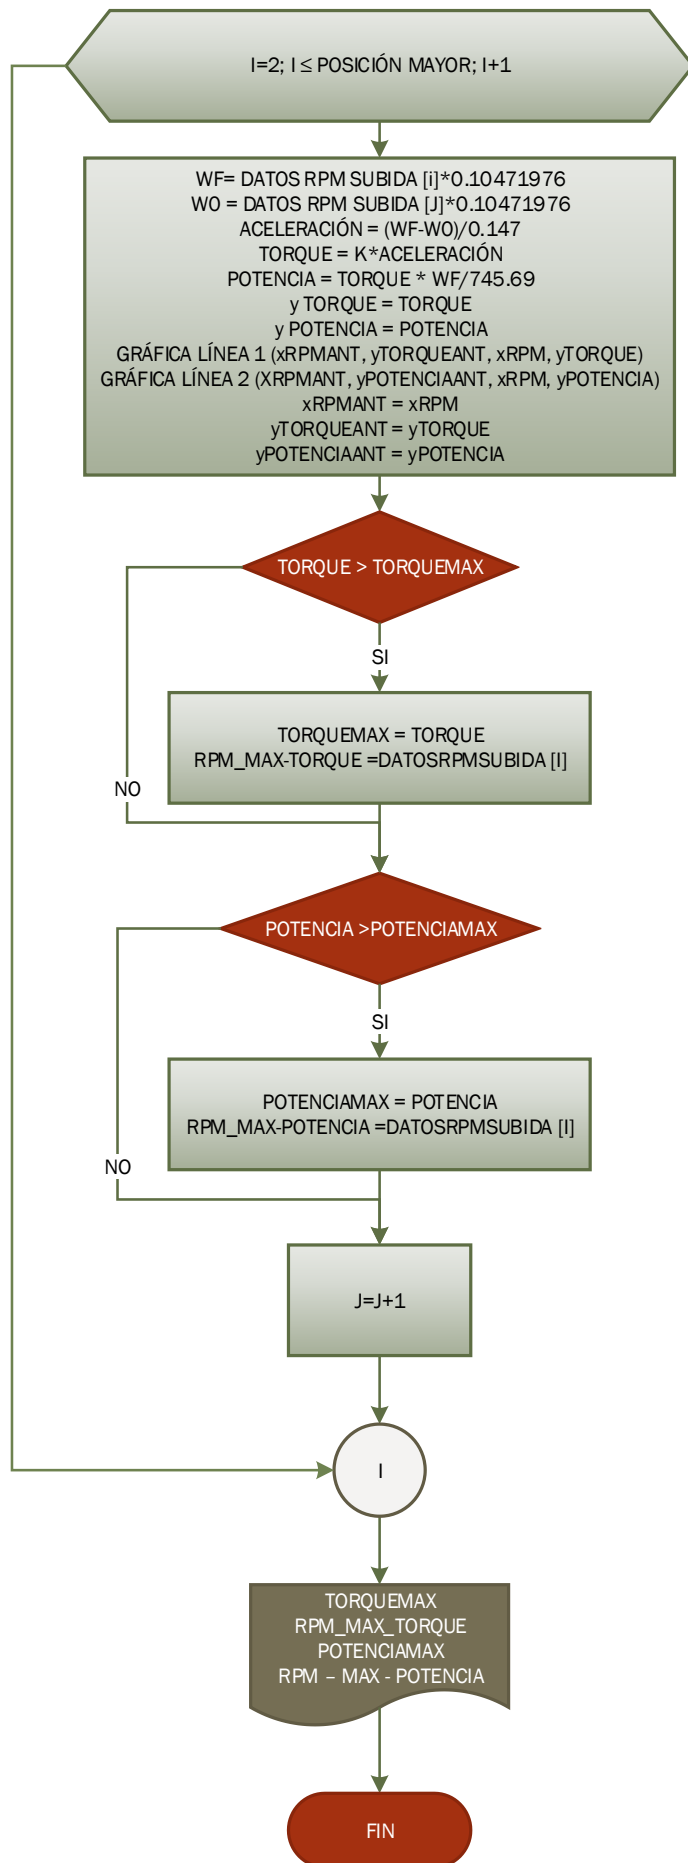 I=2; I ≤ POSICIÓN MAYOR; I+1
WF= DATOS RPM SUBIDA [i]*0.10471976
WO = DATOS RPM SUBIDA [J]*0.10471976
ACELERACIÓN = (WF-WO)/0.147
TORQUE = K*ACELERACIÓN
POTENCIA = TORQUE * WF/745.69
y TORQUE = TORQUE
y POTENCIA = POTENCIA
GRÁFICA LÍNEA 1 (xRPMANT, yTORQUEANT, xRPM, yTORQUE)
GRÁFICA LÍNEA 2 (XRPMANT, yPOTENCIAANT, xRPM, yPOTENCIA)
xRPMANT = xRPM
yTORQUEANT = yTORQUE
yPOTENCIAANT = yPOTENCIA
TORQUE > TORQUEMAX
SI
TORQUEMAX = TORQUE
RPM_MAX-TORQUE =DATOSRPMSUBIDA [I]
NO
POTENCIA >POTENCIAMAX
SI
POTENCIAMAX = POTENCIA
RPM_MAX-POTENCIA =DATOSRPMSUBIDA [I]
NO
J=J+1
I
TORQUEMAX
RPM_MAX_TORQUE
POTENCIAMAX
RPM – MAX - POTENCIA
FIN